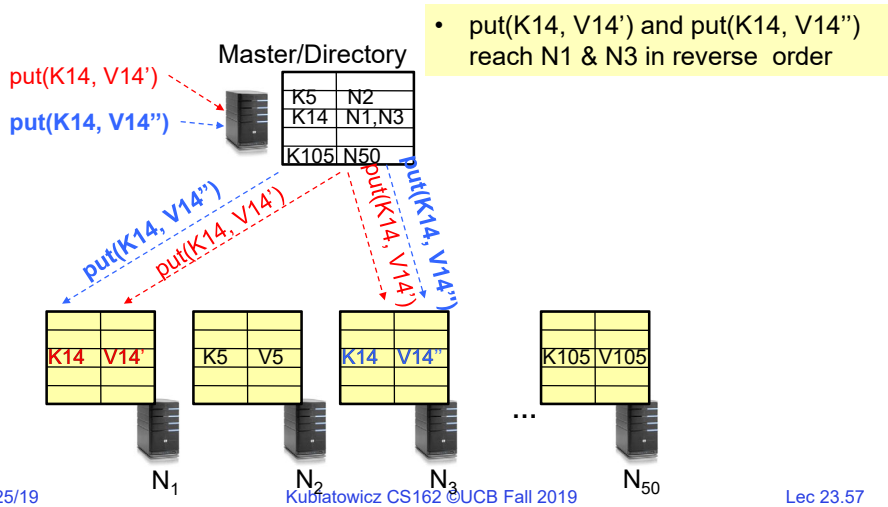 • put(K14, V14’) and put(K14, V14’’)
reach N1 & N3 in reverse order
Master/Directory
put(K14, V14’)
put(K14, V14’’)
K5 N2
K14 N1,N3
K105 N50
put(K14, V14’’)
put(K14, V14’)
put(K14, V14’)
put(K14, V14’’)
K14 V14’
K5 V5
K14 V14’’
K105 V105
...
N1
N2
N3
N50
25/19
Kubiatowicz CS162 ©UCB Fall 2019
Lec 23.57